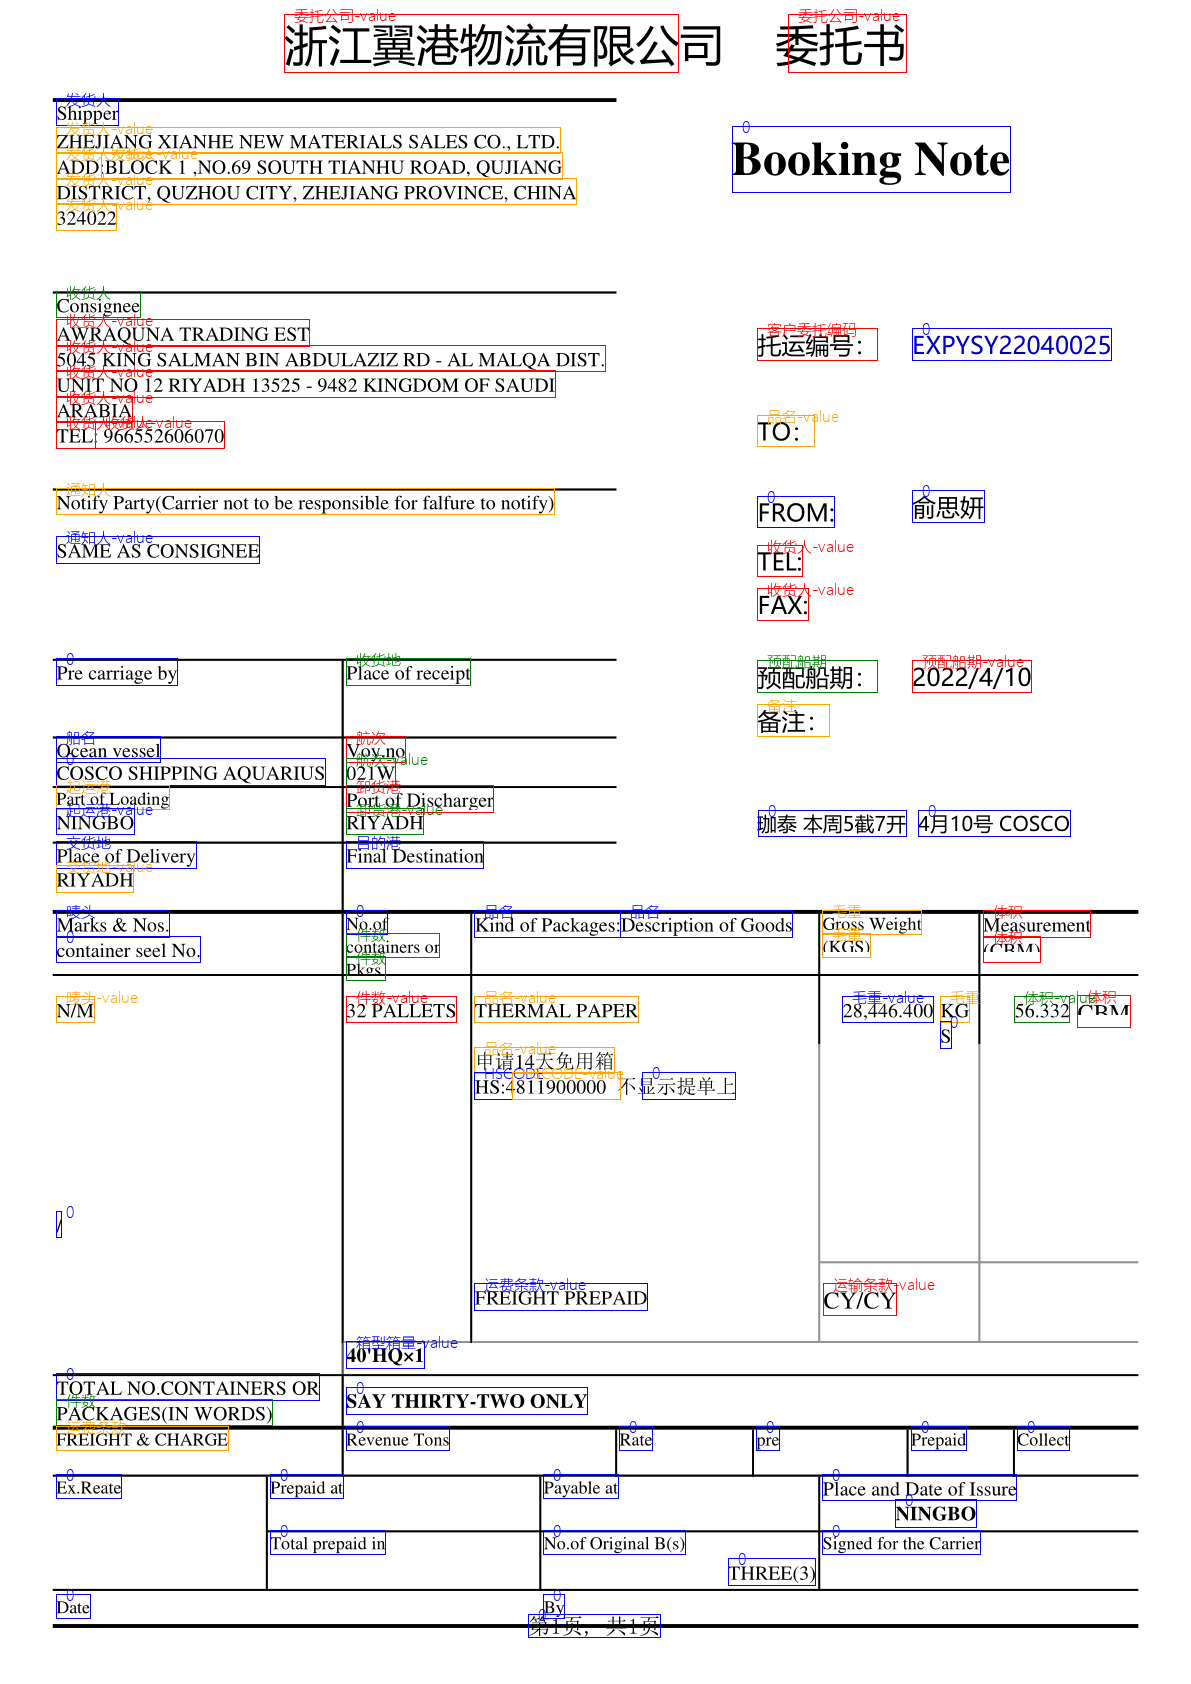 浙江翼港物流有限公司 委托书
Shipper
ZHEJIANG XIANHE NEW MATERIALS SALES CO., LTD.
ADD:BLOCK 1 ,NO.69 SOUTH TIANHU ROAD, QUJIANG
DISTRICT, QUZHOU CITY, ZHEJIANG PROVINCE, CHINA
324022
Booking Note
Consignee
AWRAQUNA TRADING EST
5045 KING SALMAN BIN ABDULAZIZ RD - AL MALQA DIST.
UNIT NO 12 RIYADH 13525 - 9482 KINGDOM OF SAUDI
ARABIA
TEL: 966552606070
托运编号： EXPYSY22040025
TO：
Notify Party(Carrier not to be responsible for falfure to notify)
SAME AS CONSIGNEE
FROM: 俞思妍
TEL:
FAX:
Pre carriage by Place of receipt
预配船期： 2022/4/10
备注：
Ocean vessel Voy.no
COSCO SHIPPING AQUARIUS 021W
Part of Loading Port of Discharger
NINGBO RIYADH
珈泰 本周5截7开 4月10号 COSCO
Place of Delivery Final Destination
RIYADH
Marks & Nos. No.of Kind of Packages:Description of Goods Gross Weight Measurement
container seel No. containers or (KGS) (CBM)
Pkgs
N/M 32 PALLETS THERMAL PAPER 28,446.400 KG 56.332 CBM
S
申请14天免用箱
HS:4811900000 不显示提单上
/
FREIGHT PREPAID CY/CY
40'HQ×1
TOTAL NO.CONTAINERS OR
PACKAGES(IN WORDS) SAY THIRTY-TWO ONLY
FREIGHT & CHARGE Revenue Tons Rate pre Prepaid Collect
Ex.Reate Prepaid at Payable at Place and Date of Issure
NINGBO
Total prepaid in No.of Original B(s) Signed for the Carrier
THREE(3)
Date By
第1页，共1页